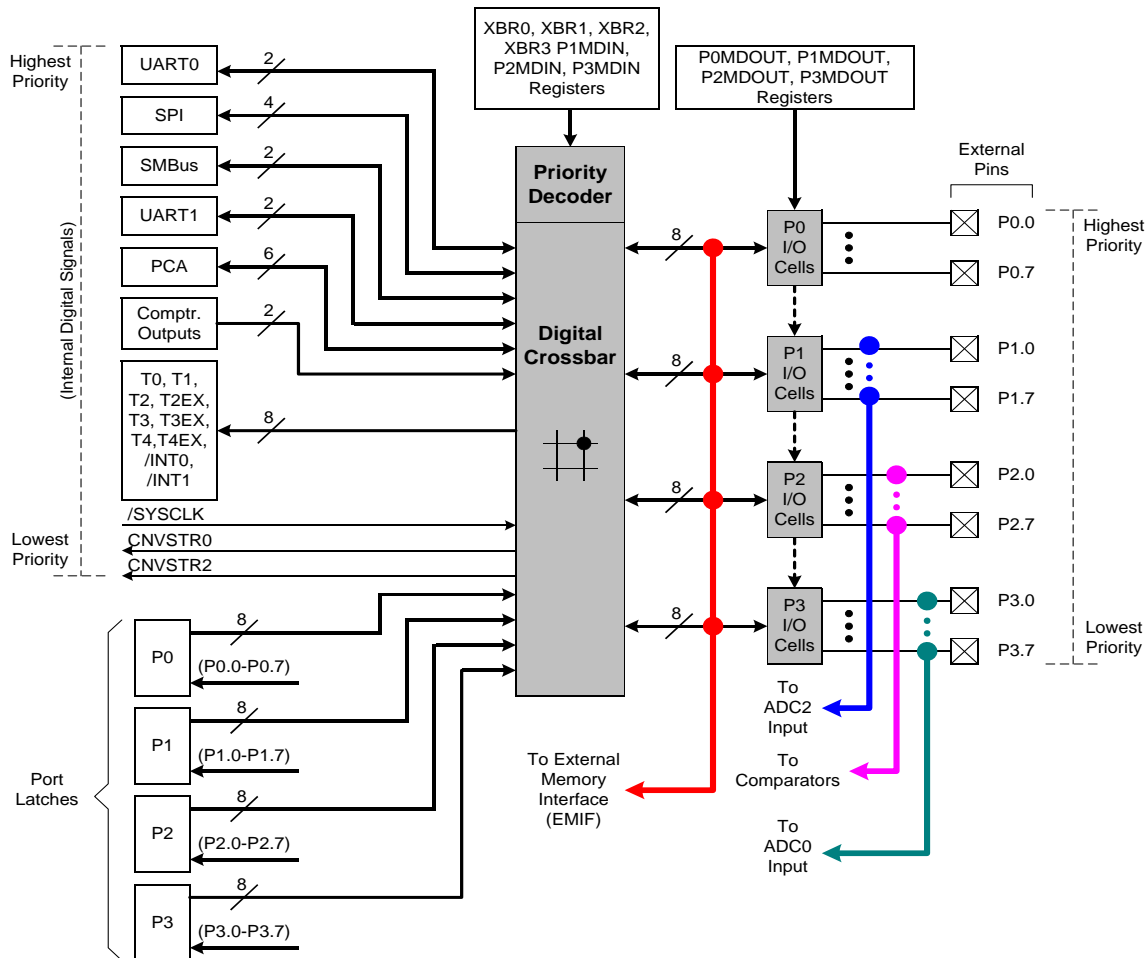 XBR0, XBR1, XBR2,
XBR3 P1MDIN,
P2MDIN, P3MDIN
Registers
P0MDOUT, P1MDOUT,
P2MDOUT, P3MDOUT
Registers
Highest
Priority
(Internal Digital Signals)
Lowest
Priority
UART0
2
SPI
4
SMBus
2
UART1
2
PCA
6
Comptr.
Outputs
2
T0, T1,
T2, T2EX,
T3, T3EX,
T4,T4EX,
/INT0,
/INT1
8
/SYSCLK
CNVSTR0
CNVSTR2
Priority
Decoder
Digital
Crossbar
8
8
8
8
P0
I/O
Cells
P1
I/O
Cells
P2
I/O
Cells
P3
I/O
Cells
External
Pins
P0.0
P0.7
P1.0
P1.7
P2.0
P2.7
P3.0
P3.7
Highest
Priority
Lowest
Priority
Port
Latches
P0
8
(P0.0-P0.7)
P1
8
(P1.0-P1.7)
P2
8
(P2.0-P2.7)
P3
8
(P3.0-P3.7)
To External
Memory
Interface
(EMIF)
To
ADC2
Input
To
Comparators
To
ADC0
Input